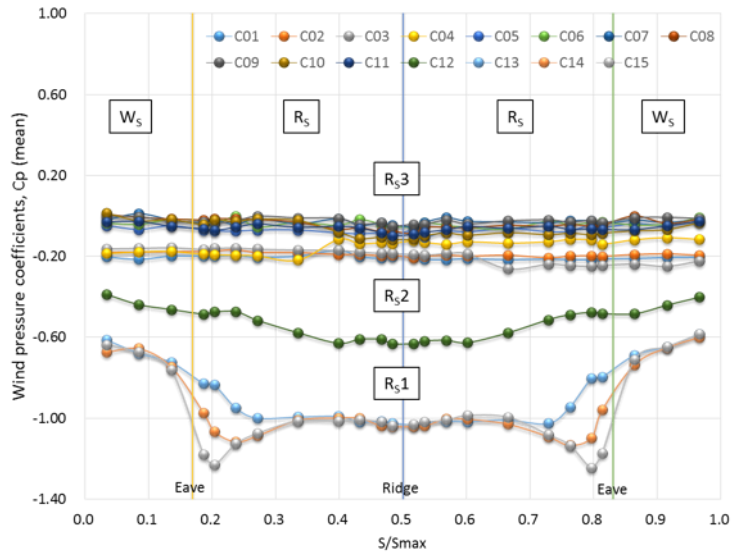 1.00
C01 C02 C03 C04 C05 C06 C07 C08
C09 C10 C11 C12 C13 C14 C15
0.60
Ws Rs Rs Ws
0.20
Rs3
-0.20
Rs2
-0.60
Rs1
-1.00
Eave Ridge Eave
-1.40
0.0 0.1 0.2 0.3 0.4 0.5 0.6 0.7 0.8 0.9 1.0
S/Smax
Wind pressure coefficients, Cp (mean)